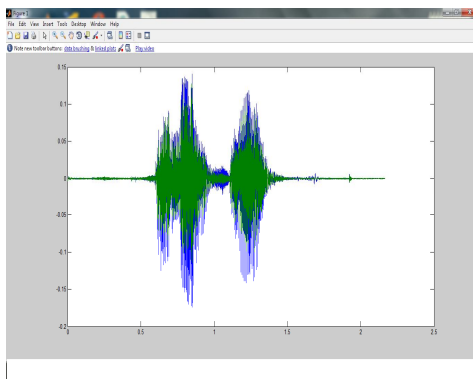 Figure 1
File Edit View Insert Tools Desktop Window Help
Note new toolbar buttons: data brushing & linked plots Play video
0.15
0.1
0.05
0
-0.05
-0.1
-0.15
-0.2
0 0.5 1 1.5 2 2.5